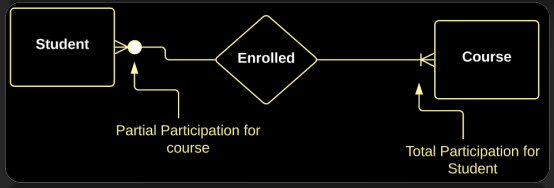 Student
Enrolled
Course
Partial Participation for
course
Total Participation for
Student